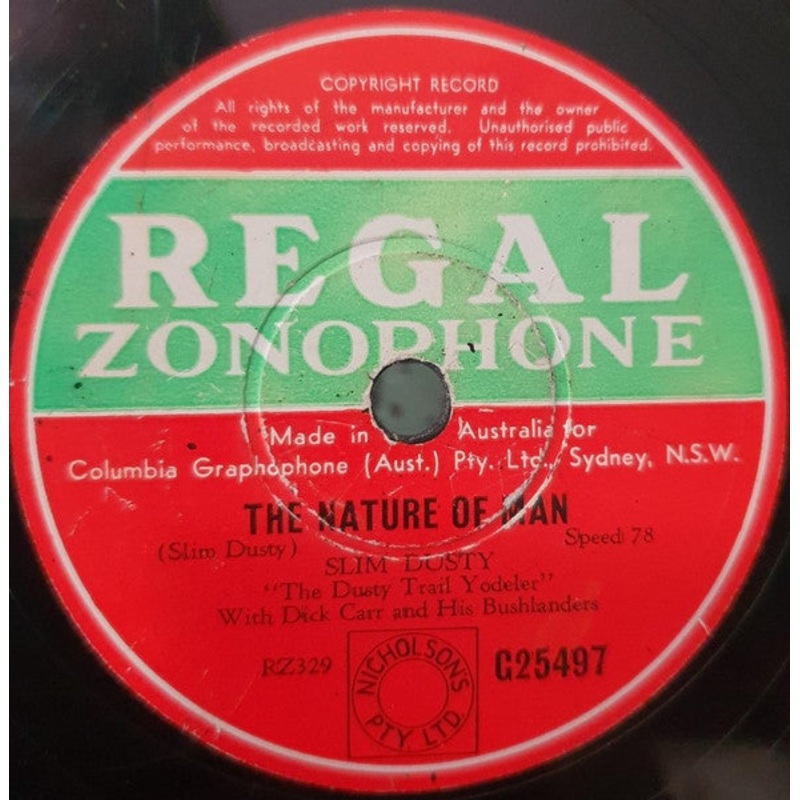 COPYRIGHT RECORD
All rights of the manufacturer and the owner
of the recorded work reserved. Unauthorised public
performance, broadcasting and copying of this record prohibited.
REGAL
ZONOPHONE
Made in Australia for
Columbia Graphophone (Aust.) Pty. Ltd., Sydney, N.S.W.
THE NATURE OF MAN
(Slim Dusty) Speed 78
SLIM DUSTY
"The Dusty Trail Yodeler"
With Dick Carr and His Bushlanders
RZ329 NICHOLSON'S PTY. LTD. G25497